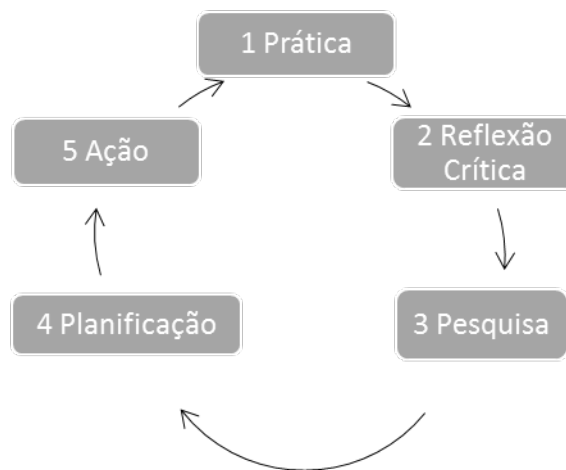 1 Prática
2 Reflexão
Crítica
3 Pesquisa
4 Planificação
5 Ação